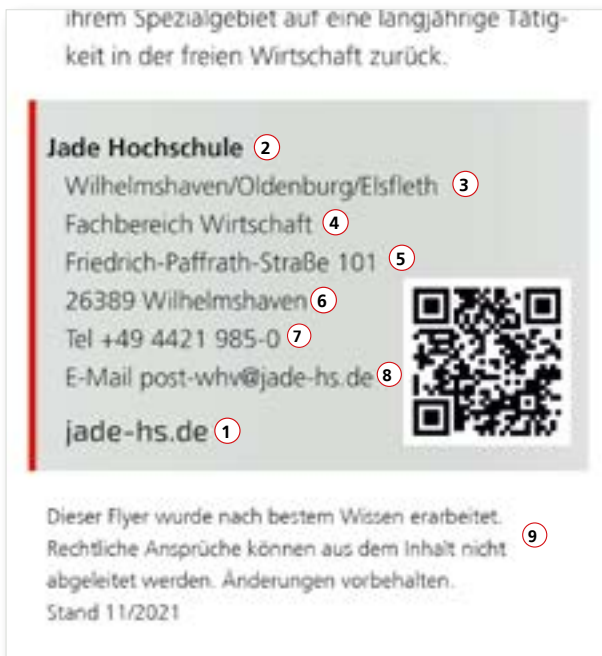 ihrem Spezialgebiet auf eine langjährige Tätig-
keit in der freien Wirtschaft zurück.
Jade Hochschule 2
Wilhelmshaven/Oldenburg/Elsfleth 3
Fachbereich Wirtschaft 4
Friedrich-Paffrath-Straße 101 5
26389 Wilhelmshaven 6
Tel +49 4421 985-0 7
E-Mail post-whv@jade-hs.de 8
jade-hs.de 1
Dieser Flyer wurde nach bestem Wissen erarbeitet.
Rechtliche Ansprüche können aus dem Inhalt nicht 9
abgeleitet werden. Änderungen vorbehalten.
Stand 11/2021